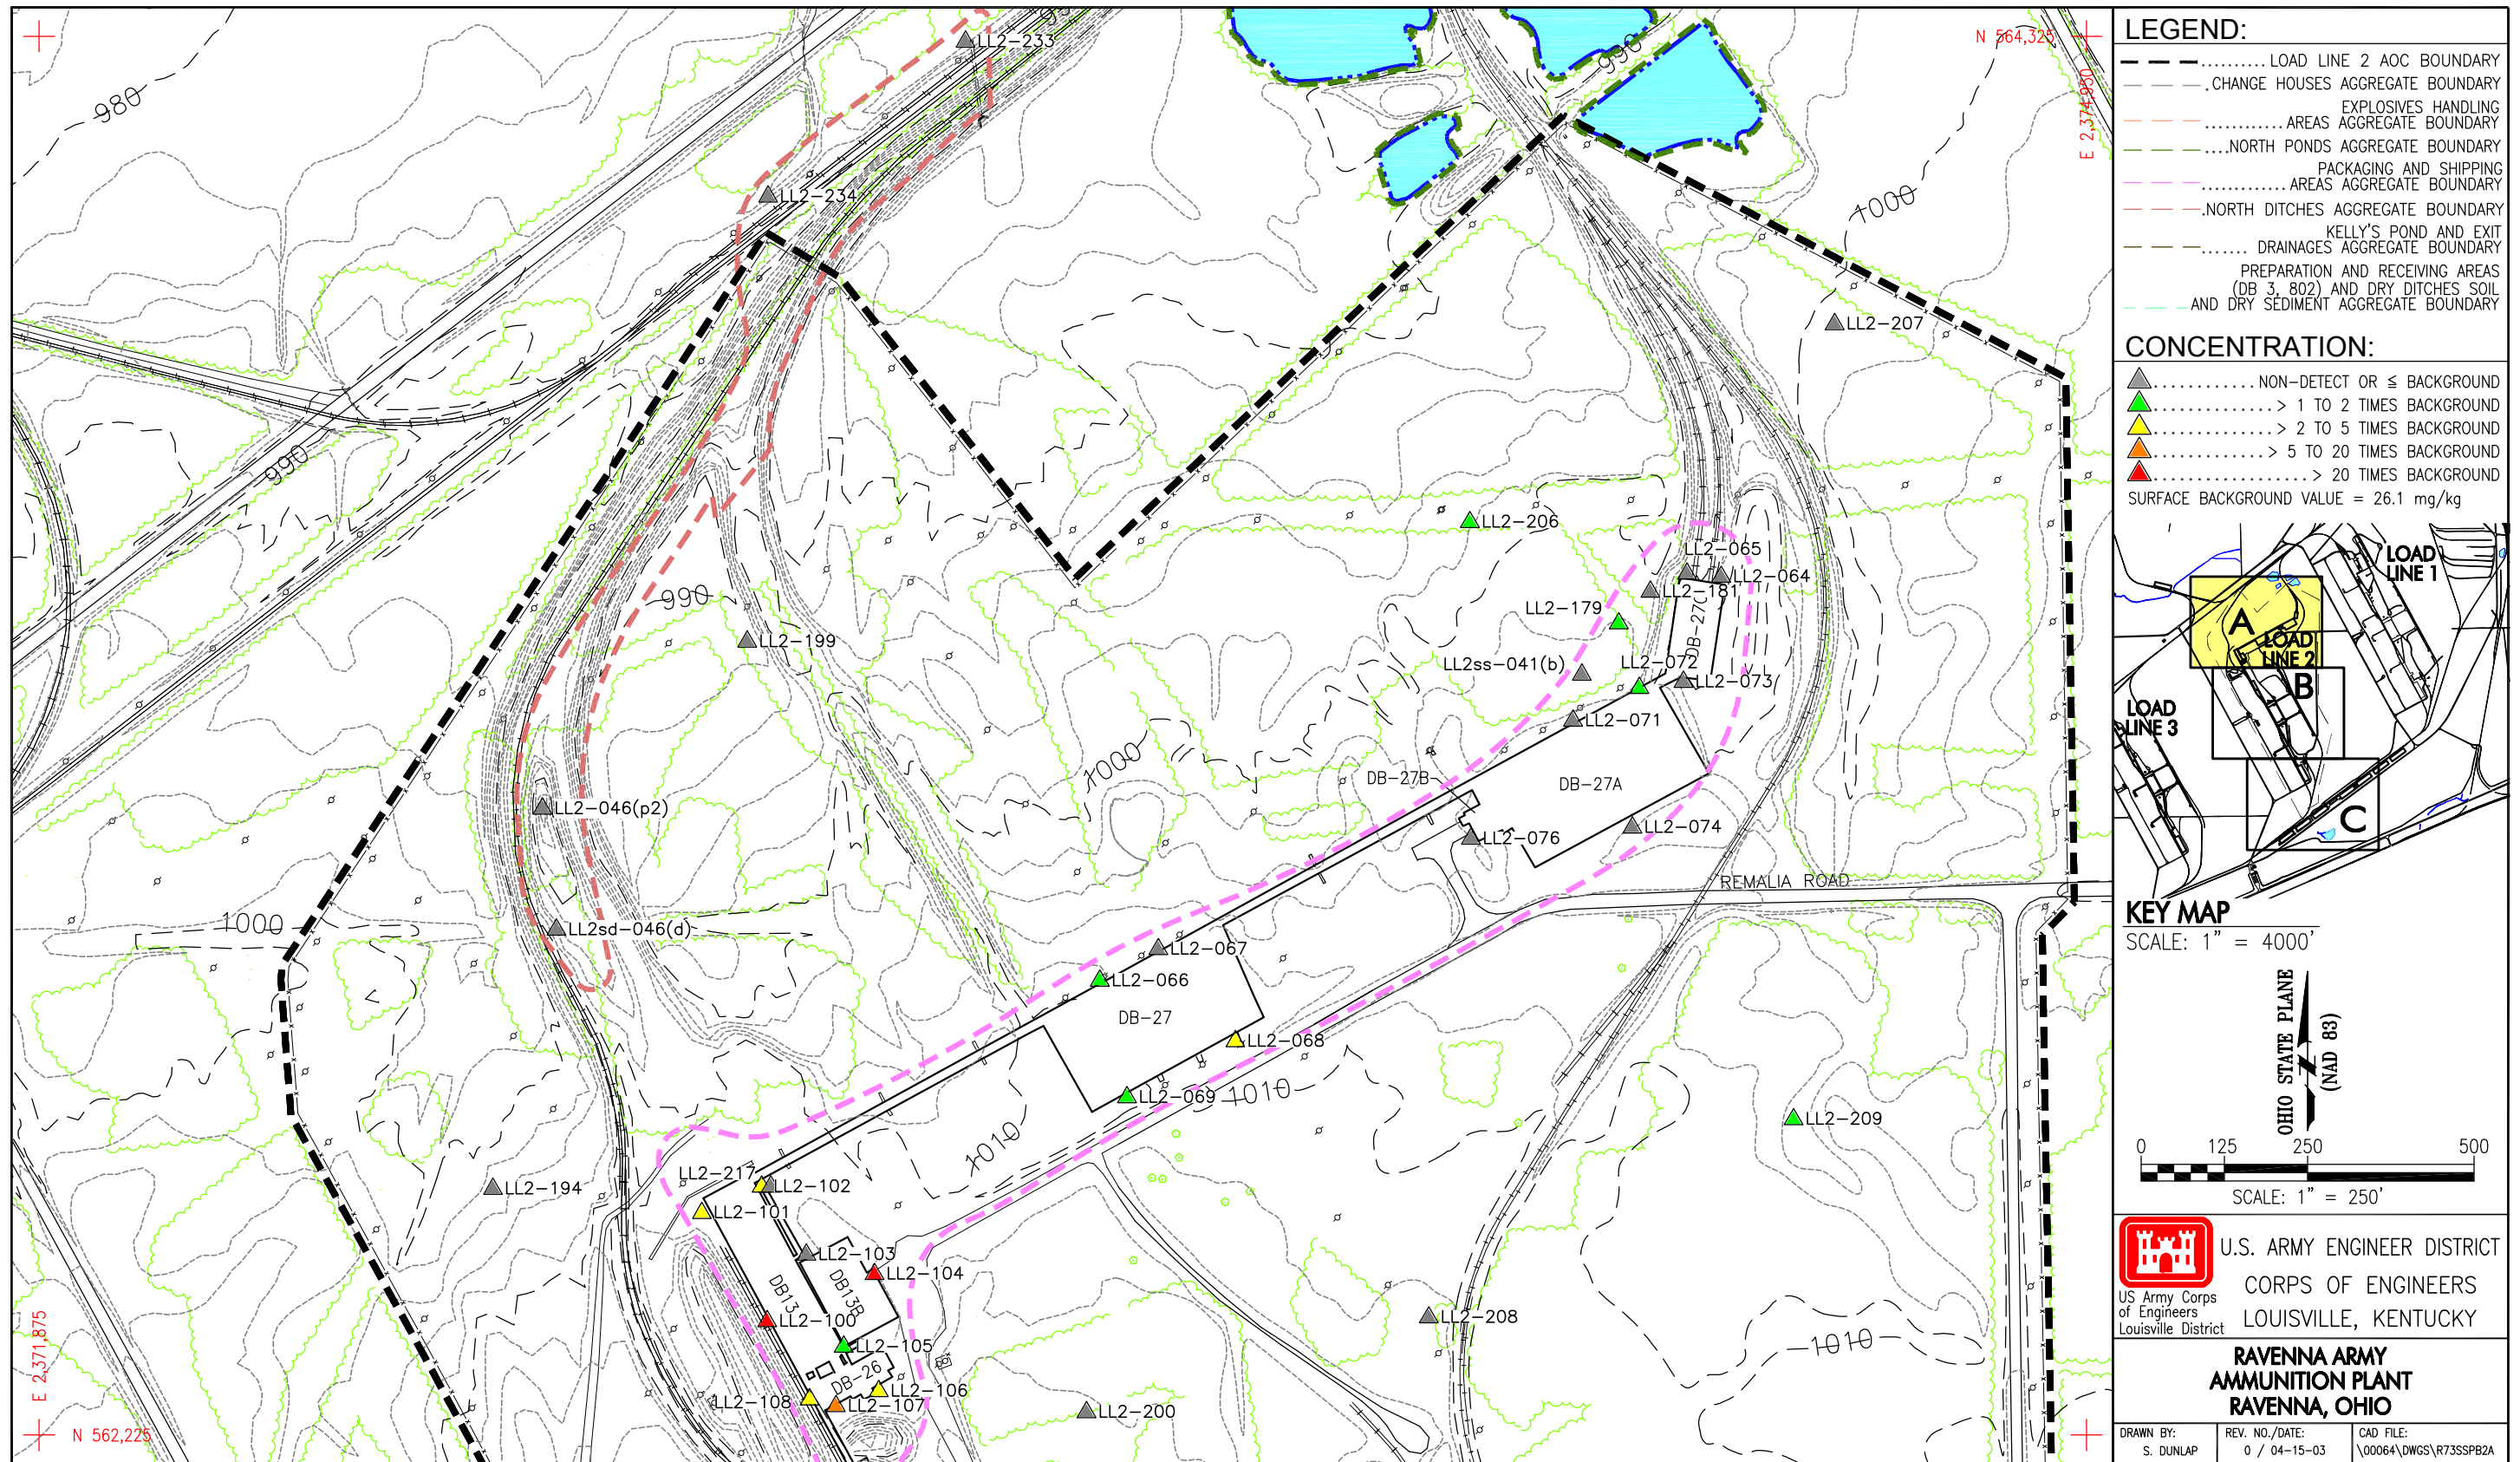 LL2-233
N 564,325
E 2,374,950
980
990
LL2-234
1000
LL2-207
990
LL2-206
LL2-065
LL2-064
LL2-181
LL2-179
DB-27C
990
LL2-199
LL2ss-041(b)
LL2-072
LL2-073
LL2-071
1000
DB-27B
DB-27A
LL2-046(p2)
LL2-074
LL2-076
REMALIA ROAD
1000
LL2sd-046(d)
LL2-067
LL2-066
DB-27
LL2-068
LL2-069
1010
LL2-209
1010
LL2-217
LL2-102
LL2-194
LL2-101
LL2-103
LL2-104
DB13
DB13B
LL2-100
LL2-208
LL2-105
1010
DB-26
LL2-106
LL2-108
LL2-107
LL2-200
E 2,371,875
N 562,225
LEGEND:
LOAD LINE 2 AOC BOUNDARY
CHANGE HOUSES AGGREGATE BOUNDARY
EXPLOSIVES HANDLING
AREAS AGGREGATE BOUNDARY
NORTH PONDS AGGREGATE BOUNDARY
PACKAGING AND SHIPPING
AREAS AGGREGATE BOUNDARY
NORTH DITCHES AGGREGATE BOUNDARY
KELLY'S POND AND EXIT
DRAINAGES AGGREGATE BOUNDARY
PREPARATION AND RECEIVING AREAS
(DB 3, 802) AND DRY DITCHES SOIL
AND DRY SEDIMENT AGGREGATE BOUNDARY
CONCENTRATION:
NON-DETECT OR ≤ BACKGROUND
> 1 TO 2 TIMES BACKGROUND
> 2 TO 5 TIMES BACKGROUND
> 5 TO 20 TIMES BACKGROUND
> 20 TIMES BACKGROUND
SURFACE BACKGROUND VALUE = 26.1 mg/kg
LOAD
LINE 1
A
LOAD
LINE 2
B
LOAD
LINE 3
C
KEY MAP
SCALE: 1" = 4000'
OHIO STATE PLANE
(NAD 83)
0 125 250 500
SCALE: 1" = 250'
US Army Corps
of Engineers
Louisville District
U.S. ARMY ENGINEER DISTRICT
CORPS OF ENGINEERS
LOUISVILLE, KENTUCKY
RAVENNA ARMY
AMMUNITION PLANT
RAVENNA, OHIO
DRAWN BY:
S. DUNLAP
REV. NO./DATE:
0 / 04-15-03
CAD FILE:
\00064\DWGS\R73SSPB2A